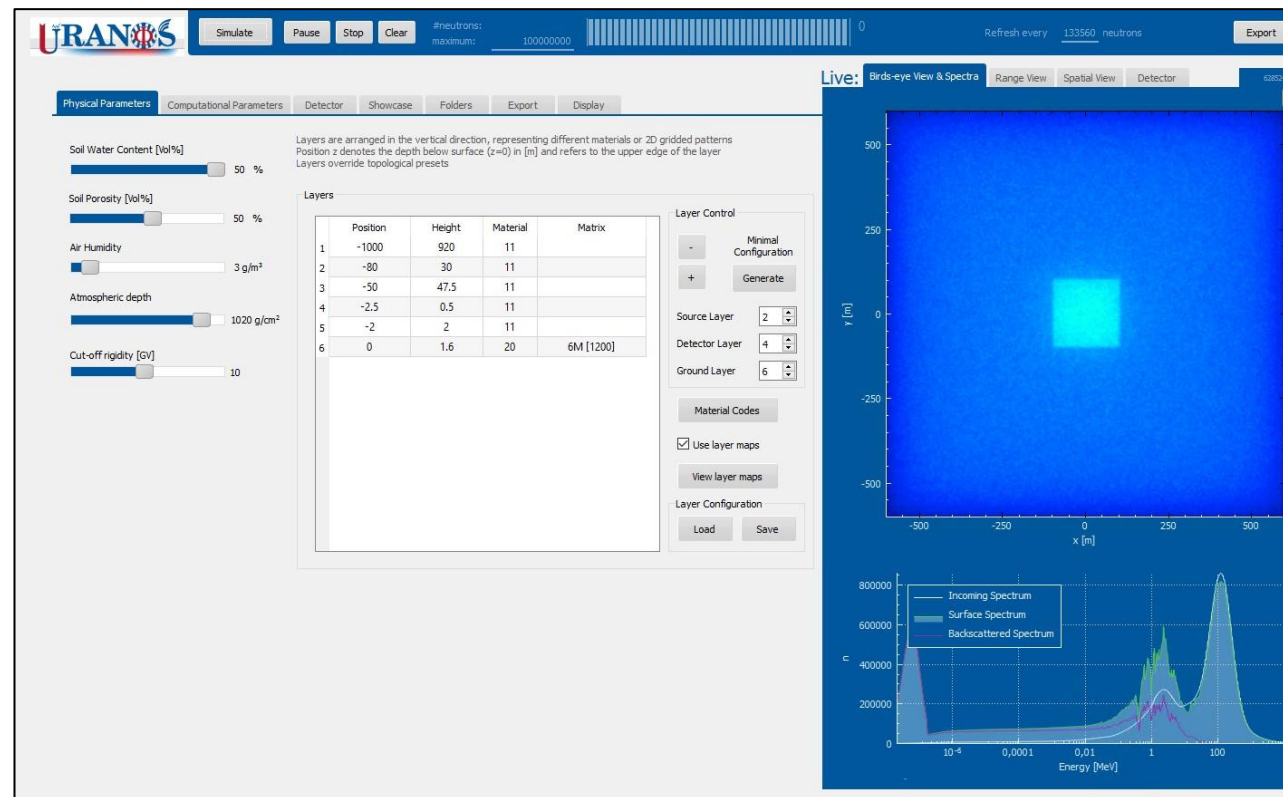 URANOS
Simulate
Pause
Stop
Clear
#neutrons:
maximum: 100000000
0
Refresh every 133560 neutrons
Export
Live:
Birds-eye View & Spectra
Range View
Spatial View
Detector
Physical Parameters
Computational Parameters
Detector
Showcase
Folders
Export
Display
Soil Water Content [Vol%]
50 %
Soil Porosity [Vol%]
50 %
Air Humidity
3 g/m³
Atmospheric depth
1020 g/cm²
Cut-off rigidity [GV]
10
Layers are arranged in the vertical direction, representing different materials or 2D gridded patterns
Position z denotes the depth below surface (z=0) in [m] and refers to the upper edge of the layer
Layers override topological presets
Layers
Position Height Material Matrix
1 -1000 920 11
2 -80 30 11
3 -50 47.5 11
4 -2.5 0.5 11
5 -2 2 11
6 0 1.6 20 6M [1200]
Layer Control
-
Minimal
Configuration
+
Generate
Source Layer 2
Detector Layer 4
Ground Layer 6
Material Codes
Use layer maps
View layer maps
Layer Configuration
Load
Save
500
250
0
-250
-500
y [m]
-500 -250 0 250 500
x [m]
800000
600000
400000
200000
0
n
Incoming Spectrum
Surface Spectrum
Backscattered Spectrum
10⁻⁶ 0,0001 0,01 1 100
Energy [MeV]